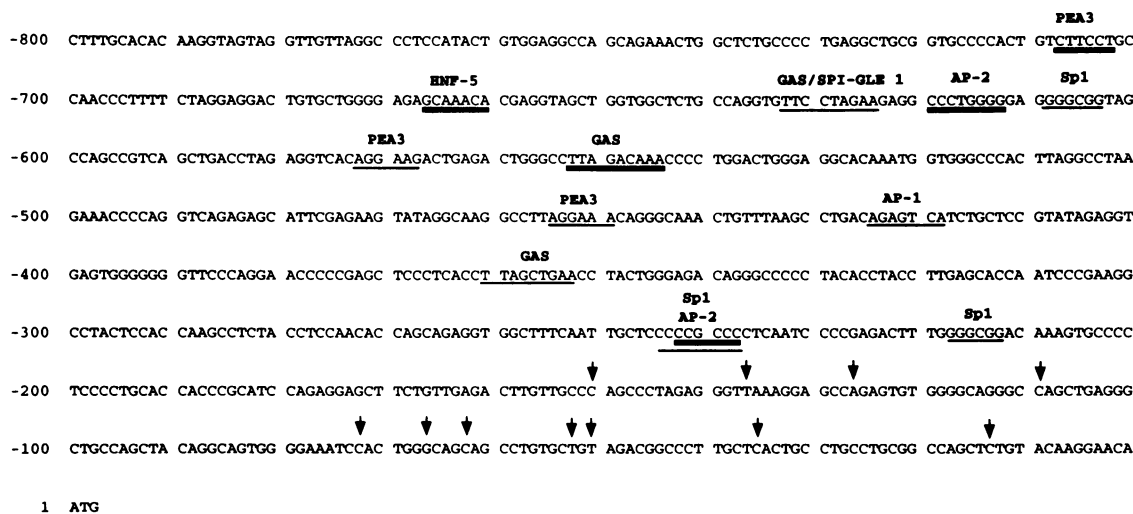 PEA3
-800 CTTTGCACAC AAGGTAGTAG GTTGTTAGGC CCCTCCATACT GTGGAGGCCA GCAGAAACTGG GCTCTGCCCC TGAGGCTGCG GTGCCCCACT GTCTTCCTGC
HNF-5 GAS/SPI-GLE 1 AP-2 Sp1
-700 CAACCCTTTT CTAGGAGGAC TGTGCTGGGG AGAGCAAACA CGAGGTAGCT GGTGGCTCTG CCAGGTGTTC CTAGAAGAGG CCCTGGGGGA GGGGCGGTAG
PEA3 GAS
-600 CCAGCCGTCA GCTGACCTAG AGGTCACAGG AAGACTGAGA CTGGGCCTTA GACAAACCCC TGGACTGGGA GGCACAAATG GTGGGCCCAC TTAGGCCTAA
PEA3 AP-1
-500 GAAACCCCAG GTCAGAGAGC ATTCGAGAAG TATAGGCAAG GCCTTAGGAAA ACAGGGCAAA CTGTTTAAGC CTGACAGAGT CATCTGCTCC GTATAGAGGT
GAS
-400 GAGTGGGGGG GTTCCCAGGA ACCCCCGAGC TCCCTCACCT TAGCTGAACC TACTGGGAGA CAGGGCCCCC TACACCTACC TTGAGCACCA ATCCCGAAGG
Sp1
AP-2 Sp1
-300 CCTACTCCAC CAAGCCTCTA CCTCCAACAC CAGCAGAGGT GGCTTTCAAT TGCTCCCCCG CCCCTCAATC CCCGAGACTTT GGGGCGGAC AAAGTGCCCC
-200 TCCCCTGCAC CACCCGCATC CAGAGGAGCT TCTGTTGAGA CTTGTTGCCC AGCCCTAGAG GGTTAAAGGA GCCAGAGTGT GGGGCAGGGC CAGCTGAGGG
-100 CTGCCAGCTA CAGGCAGTGG GGAAATCCAC TGGGCAGCAG CCTGTGCTGT AGACGGCCCT TGCTCACTGC CTGCCTGCGG CCAGCTCTGT ACAAGGAACA
1 ATG